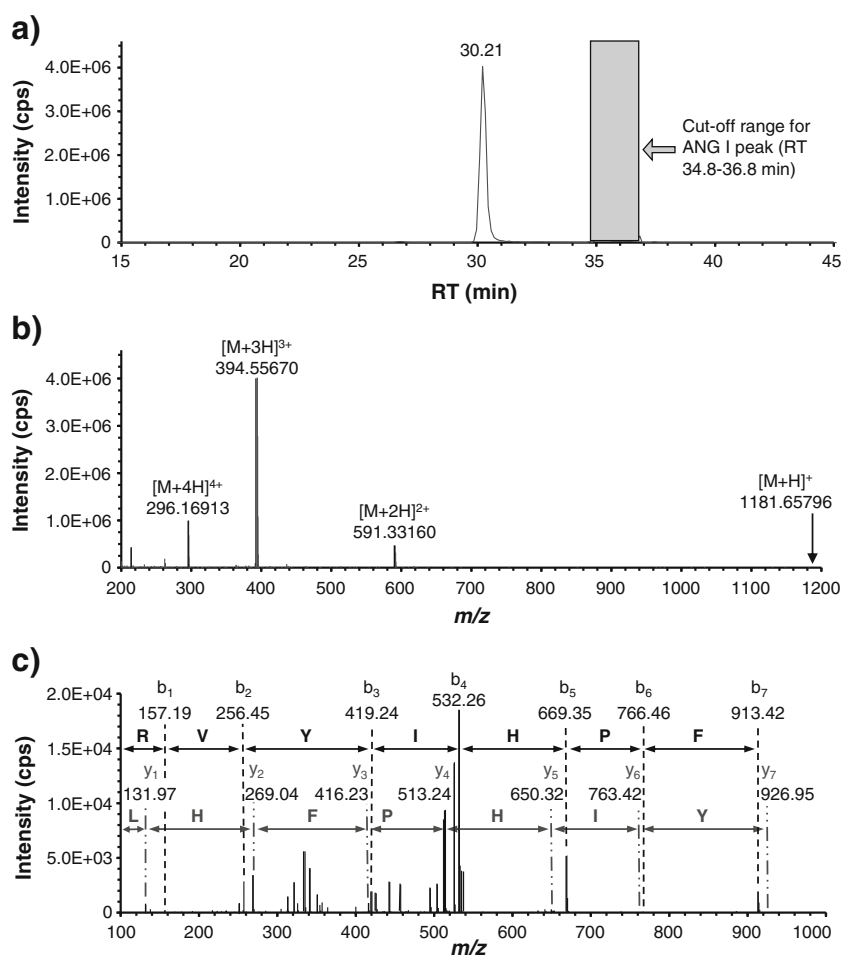 a)
30.21
Intensity (cps)
4.0E+06
3.0E+06
2.0E+06
1.0E+06
0
Cut-off range for
ANG I peak (RT
34.8-36.8 min)
15 20 25 30 35 40 45
RT (min)
b)
Intensity (cps)
4.0E+06
3.0E+06
2.0E+06
1.0E+06
0
[M+3H]3+
394.55670
[M+4H]4+
296.16913
[M+2H]2+
591.33160
[M+H]+
1181.65796
200 300 400 500 600 700 800 900 1000 1100 1200
m/z
c)
Intensity (cps)
2.0E+04
1.5E+04
1.0E+04
5.0E+03
0
b1 b2 b3 b4 b5 b6 b7
157.19 256.45 419.24 532.26 669.35 766.46 913.42
R V Y I H P F
y1 y2 y3 y4 y5 y6 y7
131.97 269.04 416.23 513.24 650.32 763.42 926.95
L H F P H I Y
100 200 300 400 500 600 700 800 900 1000
m/z